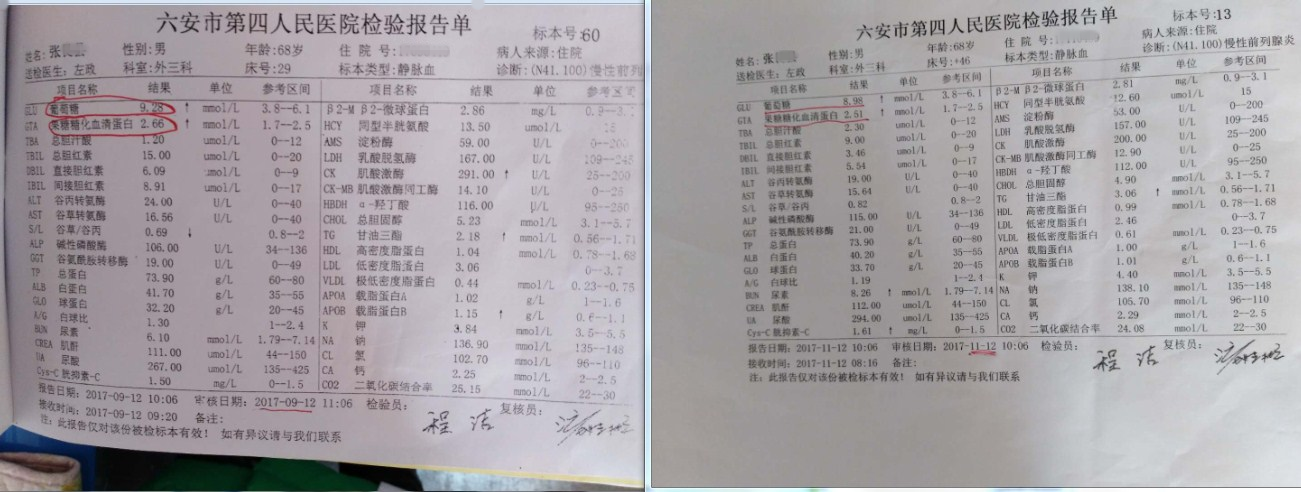 六安市第四人民医院检验报告单
标本号:60
姓名:张 性别:男 年龄:68岁 住 院 号: 病人来源:住院
送检医生:左政 科室:外三科 床号:29 标本类型:静脉血 诊断:(N41.100)慢性前列
项目名称 结果 单位 参考区间 项目名称 结果 单位 参考区间
GLU 葡萄糖 9.28 ↑ mmol/L 3.8--6.1 β2-M β2-微球蛋白 2.86 mg/L 0.9--3.
GTA 果糖糖化血清蛋白 2.66 ↑ mmol/L 1.7--2.5 HCY 同型半胱氨酸 13.50 umol/L 15
TBA 总胆汁酸 1.20 umol/L 0--12 AMS 淀粉酶 59.00 U/L 0--200
TBIL 总胆红素 15.00 umol/L 0--20 LDH 乳酸脱氢酶 167.00 U/L 109--245
DBIL 直接胆红素 6.09 umol/L 0--9 CK 肌酸激酶 291.00 ↑ U/L 25--200
IBIL 间接胆红素 8.91 umol/L 0--17 CK-MB 肌酸激酶同工酶 14.10 U/L 0--25
ALT 谷丙转氨酶 24.00 U/L 0--40 HBDH α-羟丁酸 116.00 U/L 95--250
AST 谷草转氨酶 16.56 U/L 0--40 CHOL 总胆固醇 5.23 mmol/L 3.1--5.7
S/L 谷草/谷丙 0.69 ↓ 0.8--2 TG 甘油三酯 2.18 ↑ mmol/L 0.56--1.71
ALP 碱性磷酸酶 106.00 U/L 34--136 HDL 高密度脂蛋白 1.04 mmol/L 0.78--1.68
GGT 谷氨酰胺转移酶 19.00 U/L 0--49 LDL 低密度脂蛋白 3.06 mmol/L 0--3.7
TP 总蛋白 73.90 g/L 60--80 VLDL 极低密度脂蛋白 0.44 mmol/L 0.23--0.75
ALB 白蛋白 41.70 g/L 35--55 APOA 载脂蛋白A 1.02 g/L 1--1.6
GLO 球蛋白 32.20 g/L 20--45 APOB 载脂蛋白B 1.15 ↑ g/L 0.6--1.1
A/G 白球比 1.30 1--2.4 K 钾 3.84 mmol/L 3.5--5.5
BUN 尿素 6.10 mmol/L 1.79--7.14 NA 钠 136.90 mmol/L 135--148
CREA 肌酐 111.00 umol/L 44--150 CL 氯 102.70 mmol/L 96--110
UA 尿酸 267.00 umol/L 135--425 CA 钙 2.25 mmol/L 2--2.5
Cys-C 胱抑素-C 1.50 mg/L 0--1.5 CO2 二氧化碳结合率 25.15 mmol/L 22--30
报告日期:2017-09-12 10:06 审核日期:2017-09-12 11:06 检验员: 程洁 复核员:
接收时间:2017-09-12 09:20 备注:
注:此报告仅对该份被检标本有效! 如有异议请与我们联系
六安市第四人民医院检验报告单
标本号:13
姓名:张 性别:男 年龄:68岁 住 院 号: 病人来源:住院
送检医生:左政 科室:外三科 床号:+46 标本类型:静脉血 诊断:(N41.100)慢性前列腺炎
项目名称 结果 单位 参考区间 项目名称 结果 单位 参考区间
GLU 葡萄糖 8.98 ↑ mmol/L 3.8--6.1 β2-M β2-微球蛋白 2.81 mg/L 0.9--3.1
GTA 果糖糖化血清蛋白 2.51 ↑ mmol/L 1.7--2.5 HCY 同型半胱氨酸 12.60 umol/L 15
TBA 总胆汁酸 2.30 umol/L 0--12 AMS 淀粉酶 53.00 U/L 0--200
TBIL 总胆红素 9.00 umol/L 0--20 LDH 乳酸脱氢酶 157.00 U/L 109--245
DBIL 直接胆红素 3.46 umol/L 0--9 CK 肌酸激酶 200.00 U/L 25--200
IBIL 间接胆红素 5.54 umol/L 0--17 CK-MB 肌酸激酶同工酶 12.90 U/L 0--25
ALT 谷丙转氨酶 19.00 U/L 0--40 HBDH α-羟丁酸 112.00 U/L 95--250
AST 谷草转氨酶 15.64 U/L 0--40 CHOL 总胆固醇 4.90 mmol/L 3.1--5.7
S/L 谷草/谷丙 0.82 0.8--2 TG 甘油三酯 3.06 ↑ mmol/L 0.56--1.71
ALP 碱性磷酸酶 115.00 U/L 34--136 HDL 高密度脂蛋白 0.99 mmol/L 0.78--1.68
GGT 谷氨酰胺转移酶 21.00 U/L 0--49 LDL 低密度脂蛋白 2.46 mmol/L 0--3.7
TP 总蛋白 73.90 g/L 60--80 VLDL 极低密度脂蛋白 0.61 mmol/L 0.23--0.75
ALB 白蛋白 40.20 g/L 35--55 APOA 载脂蛋白A 1.00 g/L 1--1.6
GLO 球蛋白 33.70 g/L 20--45 APOB 载脂蛋白B 1.01 g/L 0.6--1.1
A/G 白球比 1.19 1--2.4 K 钾 4.40 mmol/L 3.5--5.5
BUN 尿素 8.26 ↑ mmol/L 1.79--7.14 NA 钠 138.10 mmol/L 135--148
CREA 肌酐 112.00 umol/L 44--150 CL 氯 105.70 mmol/L 96--110
UA 尿酸 294.00 umol/L 135--425 CA 钙 2.29 mmol/L 2--2.5
Cys-C 胱抑素-C 1.61 ↑ mg/L 0--1.5 CO2 二氧化碳结合率 24.08 mmol/L 22--30
报告日期:2017-11-12 10:06 审核日期:2017-11-12 10:06 检验员: 程洁 复核员:
接收时间:2017-11-12 08:16 备注:
注:此报告仅对该份被检标本有效! 如有异议请与我们联系